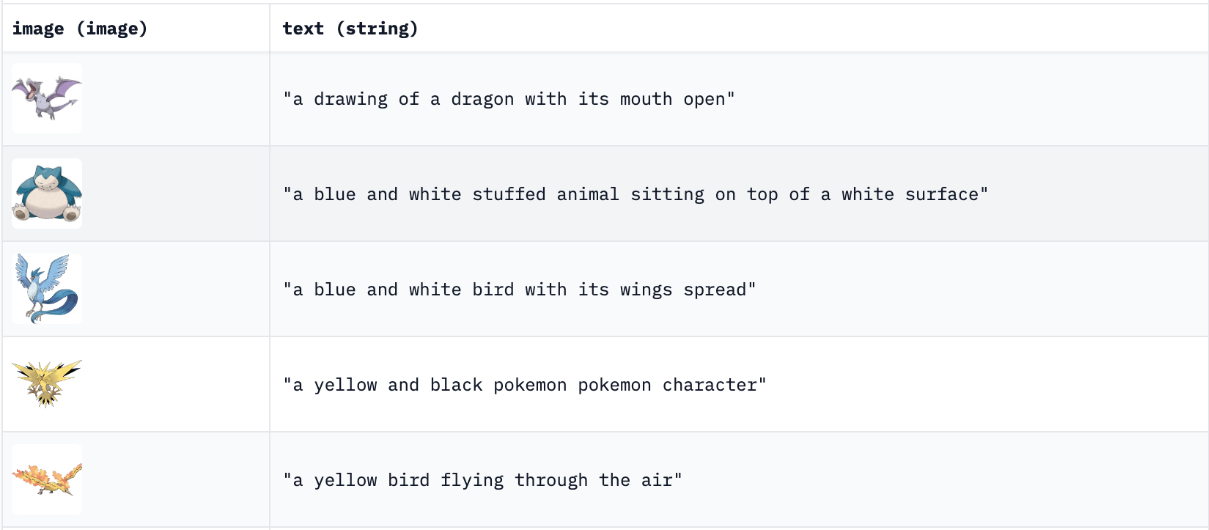 image (image)
text (string)
"a drawing of a dragon with its mouth open"
"a blue and white stuffed animal sitting on top of a white surface"
"a blue and white bird with its wings spread"
"a yellow and black pokemon pokemon character"
"a yellow bird flying through the air"